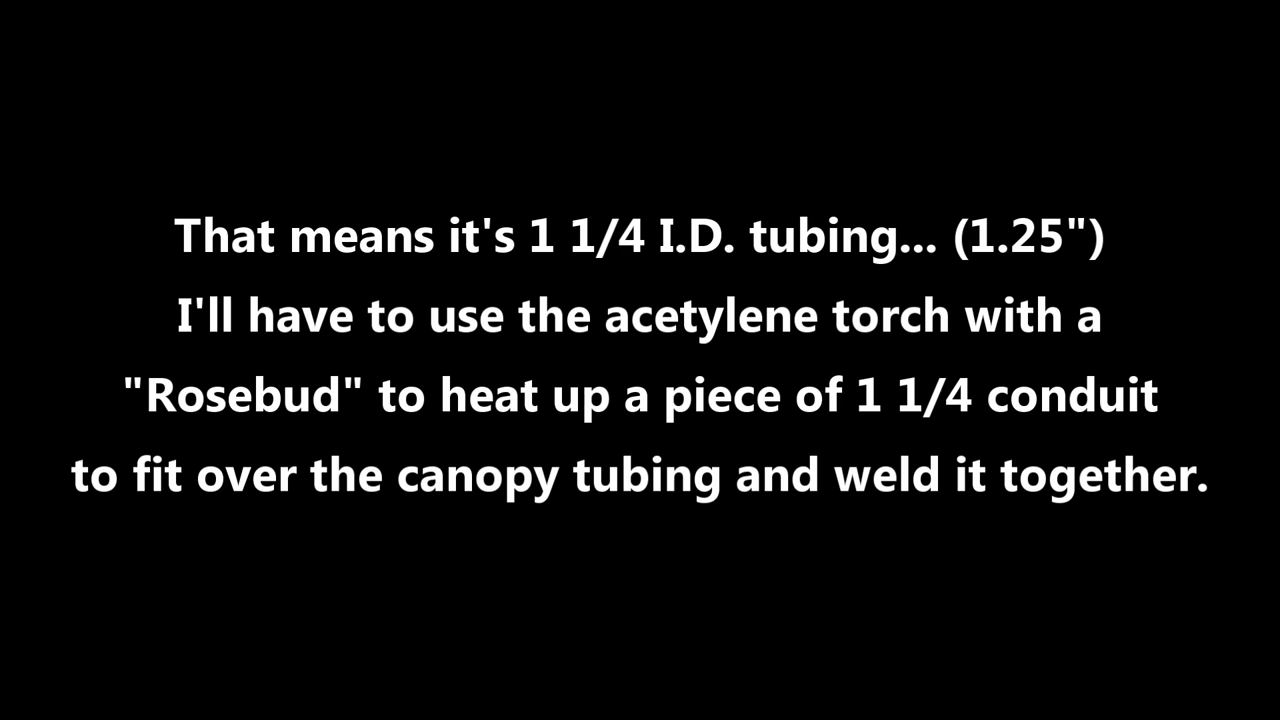 That means it's 1 1/4 I.D. tubing... (1.25")
I'll have to use the acetylene torch with a
"Rosebud" to heat up a piece of 1 1/4 conduit
to fit over the canopy tubing and weld it together.